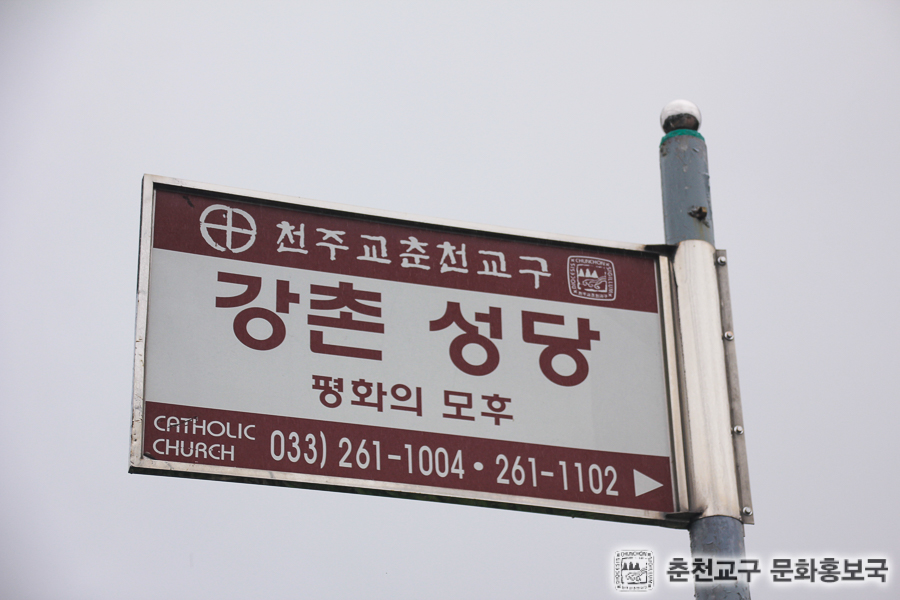 천주교춘천교구
강촌 성당
평화의 모후
CATHOLIC
CHURCH
033) 261-1004 • 261-1102
춘천교구 문화홍보국